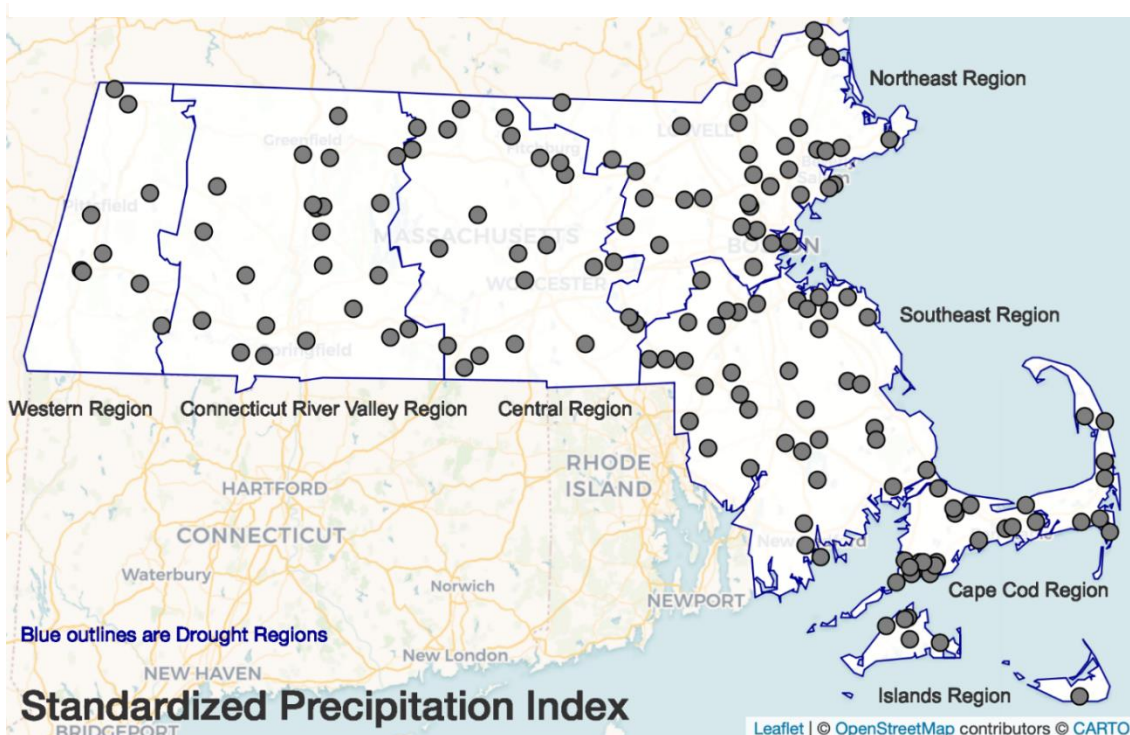 Northeast Region
Greenfield
LOWELL
Fitchburg
Pittsfield
MASSACHUSETTS
BOSTON
WORCESTER
Southeast Region
Springfield
Western Region
Connecticut River Valley Region
Central Region
RHODE
ISLAND
HARTFORD
CONNECTICUT
Waterbury
Norwich
NEWPORT
Cape Cod Region
Blue outlines are Drought Regions
New London
NEW HAVEN
Islands Region
Standardized Precipitation Index
BRIDGEPORT
Leaflet | © OpenStreetMap contributors © CARTO